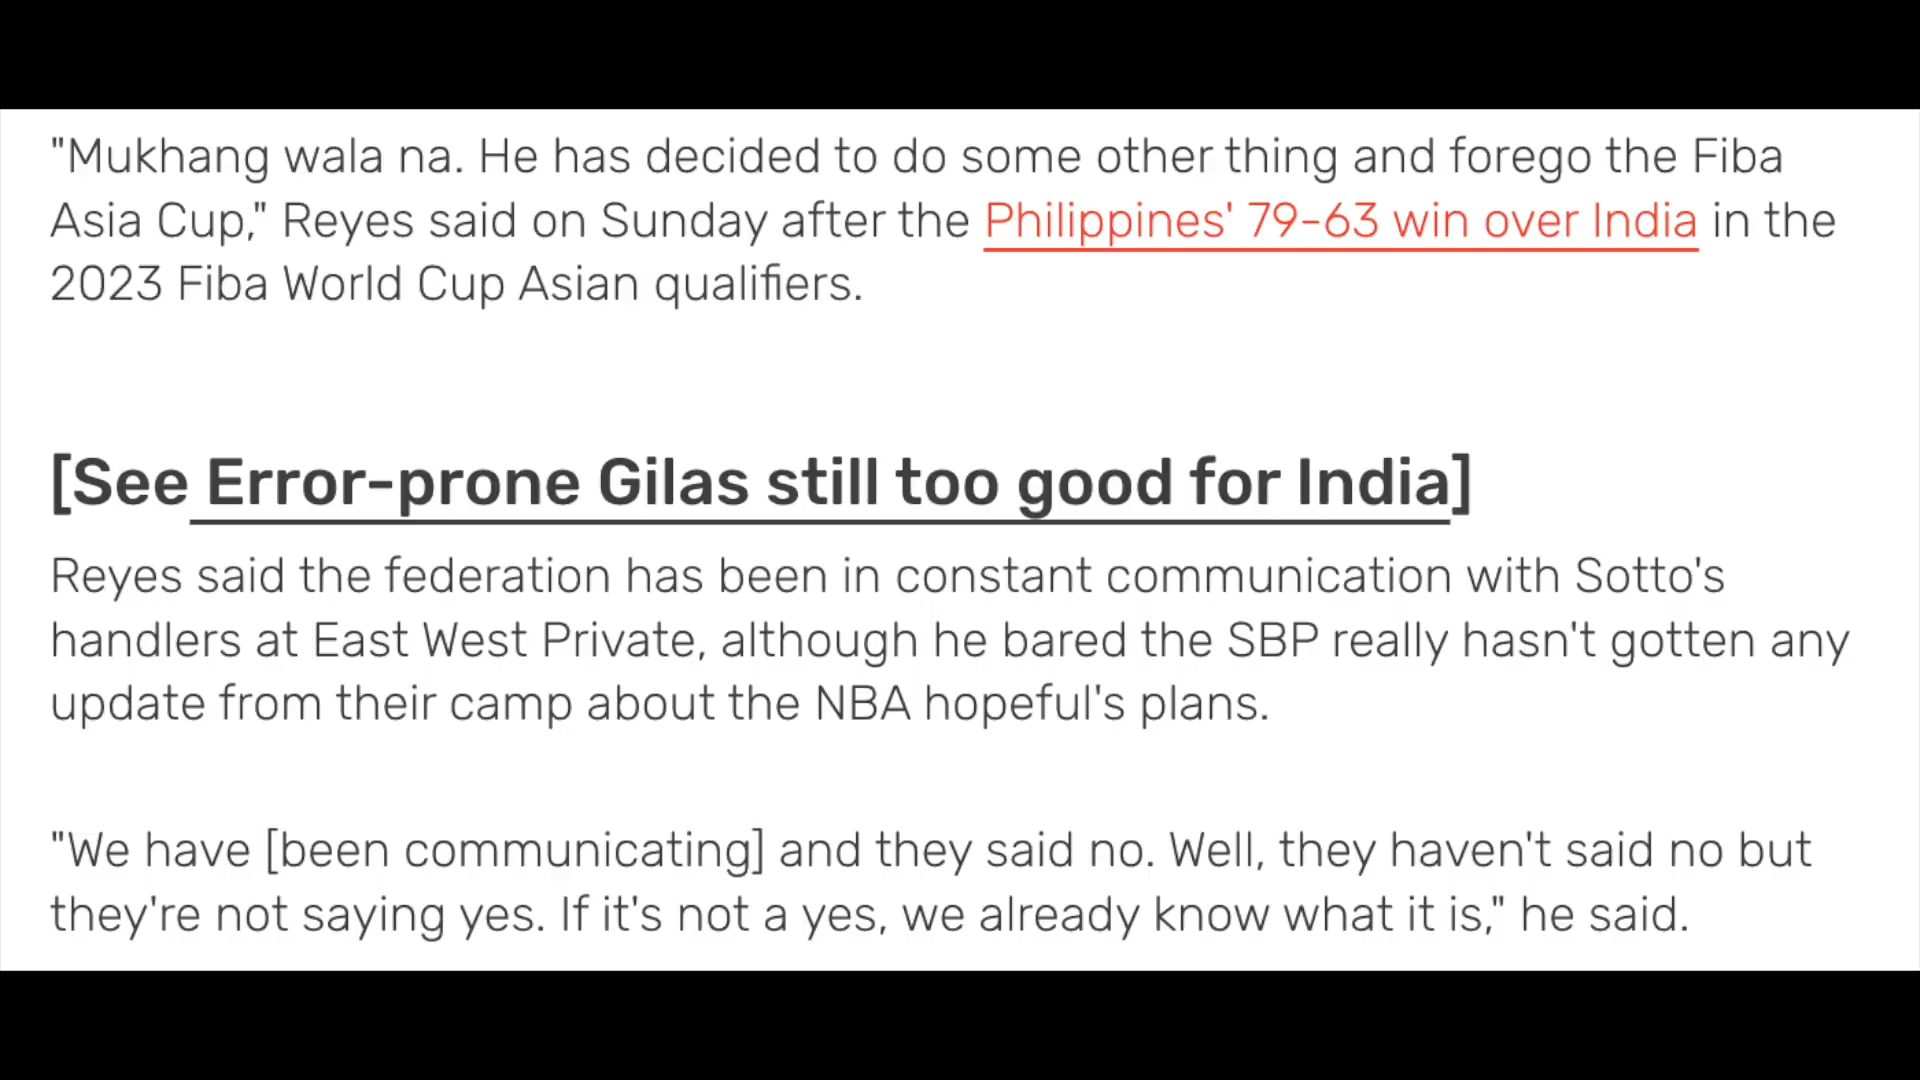 "Mukhang wala na. He has decided to do some other thing and forego the Fiba
Asia Cup," Reyes said on Sunday after the Philippines' 79-63 win over India in the
2023 Fiba World Cup Asian qualifiers.
[See Error-prone Gilas still too good for India]
Reyes said the federation has been in constant communication with Sotto's
handlers at East West Private, although he bared the SBP really hasn't gotten any
update from their camp about the NBA hopeful's plans.
"We have [been communicating] and they said no. Well, they haven't said no but
they're not saying yes. If it's not a yes, we already know what it is," he said.